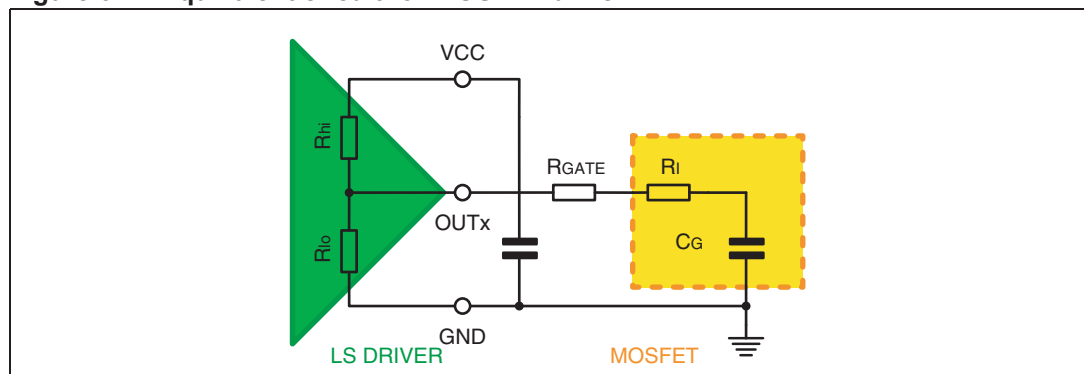 VCC
Rhi
RGATE
RI
OUTx
Rlo
CG
GND
LS DRIVER
MOSFET